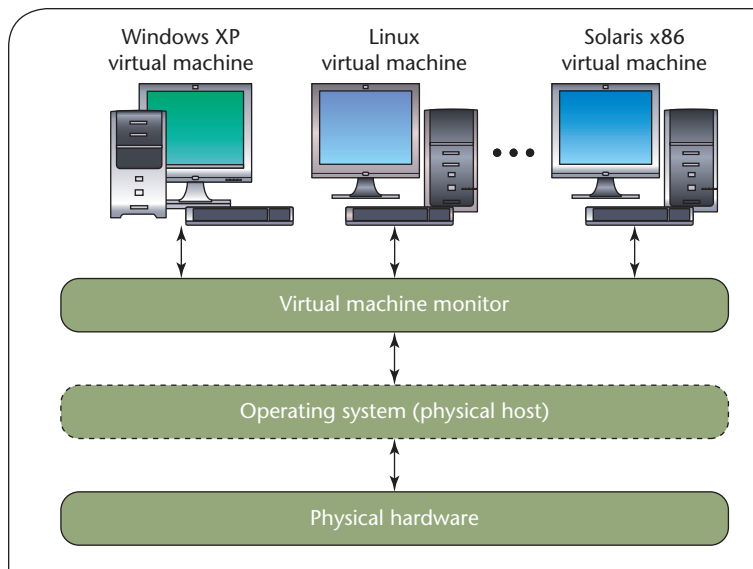 Windows XP
virtual machine
Linux
virtual machine
Solaris x86
virtual machine
Virtual machine monitor
Operating system (physical host)
Physical hardware